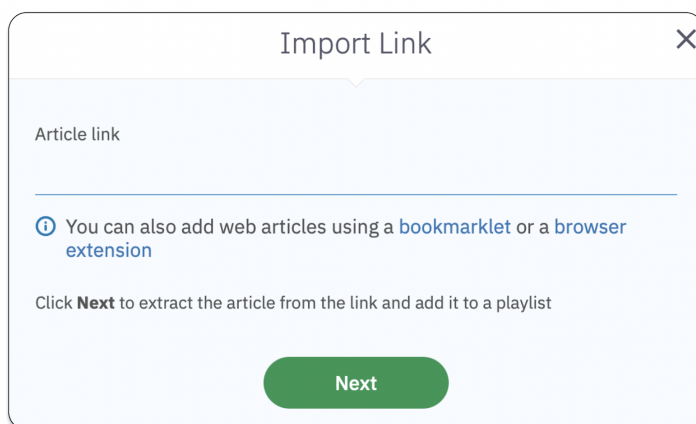 Import Link
Article link
You can also add web articles using a bookmarklet or a browser
extension
Click Next to extract the article from the link and add it to a playlist
Next